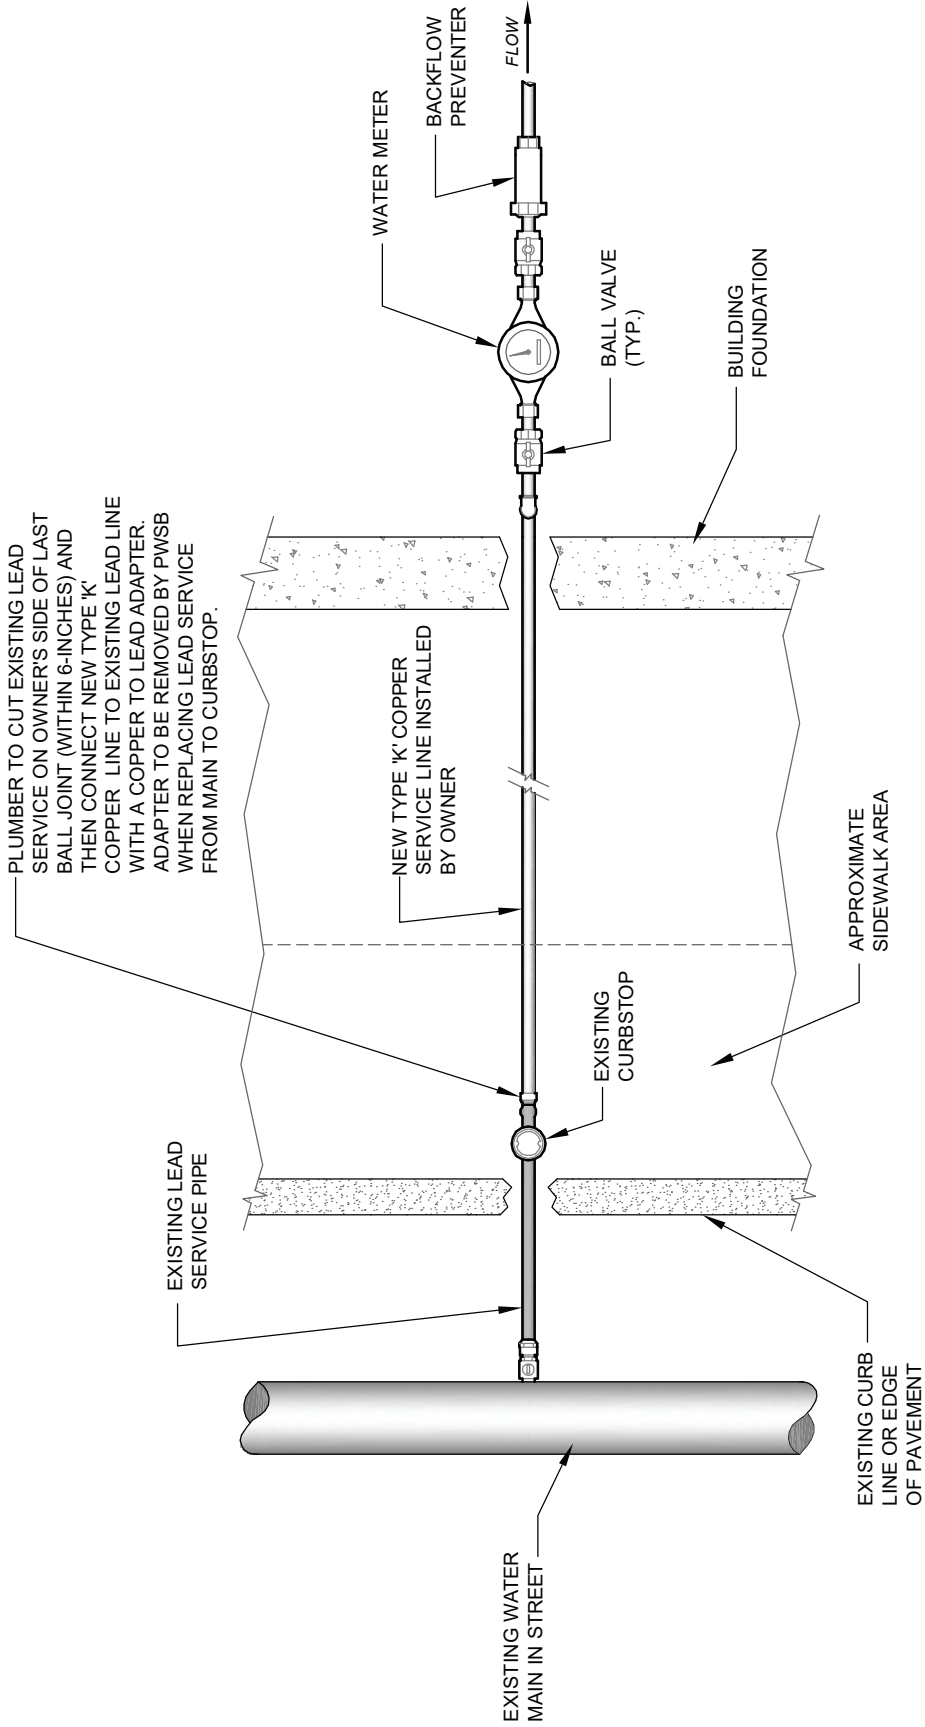 PLUMBER TO CUT EXISTING LEAD
SERVICE ON OWNER'S SIDE OF LAST
BALL JOINT (WITHIN 6-INCHES) AND
THEN CONNECT NEW TYPE 'K'
COPPER LINE TO EXISTING LEAD LINE
WITH A COPPER TO LEAD ADAPTER.
ADAPTER TO BE REMOVED BY PWSB
WHEN REPLACING LEAD SERVICE
FROM MAIN TO CURBSTOP.
EXISTING LEAD
SERVICE PIPE
NEW TYPE 'K' COPPER
SERVICE LINE INSTALLED
BY OWNER
WATER METER
BACKFLOW
PREVENTER
FLOW
EXISTING WATER
MAIN IN STREET
EXISTING
CURBSTOP
BALL VALVE
(TYP.)
BUILDING
FOUNDATION
APPROXIMATE
SIDEWALK AREA
EXISTING CURB
LINE OR EDGE
OF PAVEMENT